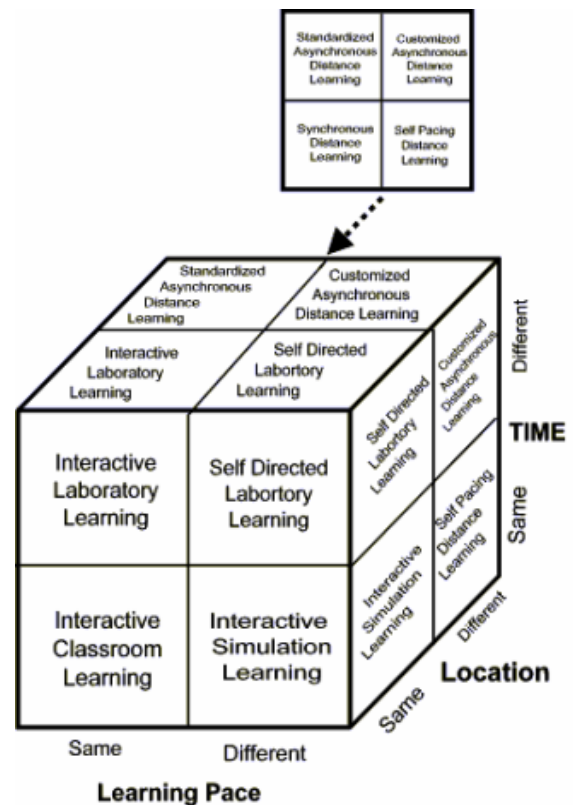 Standardized
Asynchronous
Distance
Learning
Customized
Asynchronous
Distance
Learning
Synchronous
Distance
Learning
Self Pacing
Distance
Learning
Standardized
Asynchronous
Distance
Learning
Customized
Asynchronous
Distance Learning
Interactive
Laboratory
Learning
Self Directed
Labortory
Learning
Interactive
Laboratory
Learning
Self Directed
Labortory
Learning
Interactive
Classroom
Learning
Interactive
Simulation
Learning
Self Directed
Labortory
Learning
Customized
Asynchronous
Distance
Learning
Interactive
Simulation
Learning
Self Pacing
Distance
Learning
Different
TIME
Same
Different
Location
Same
Same
Different
Learning Pace